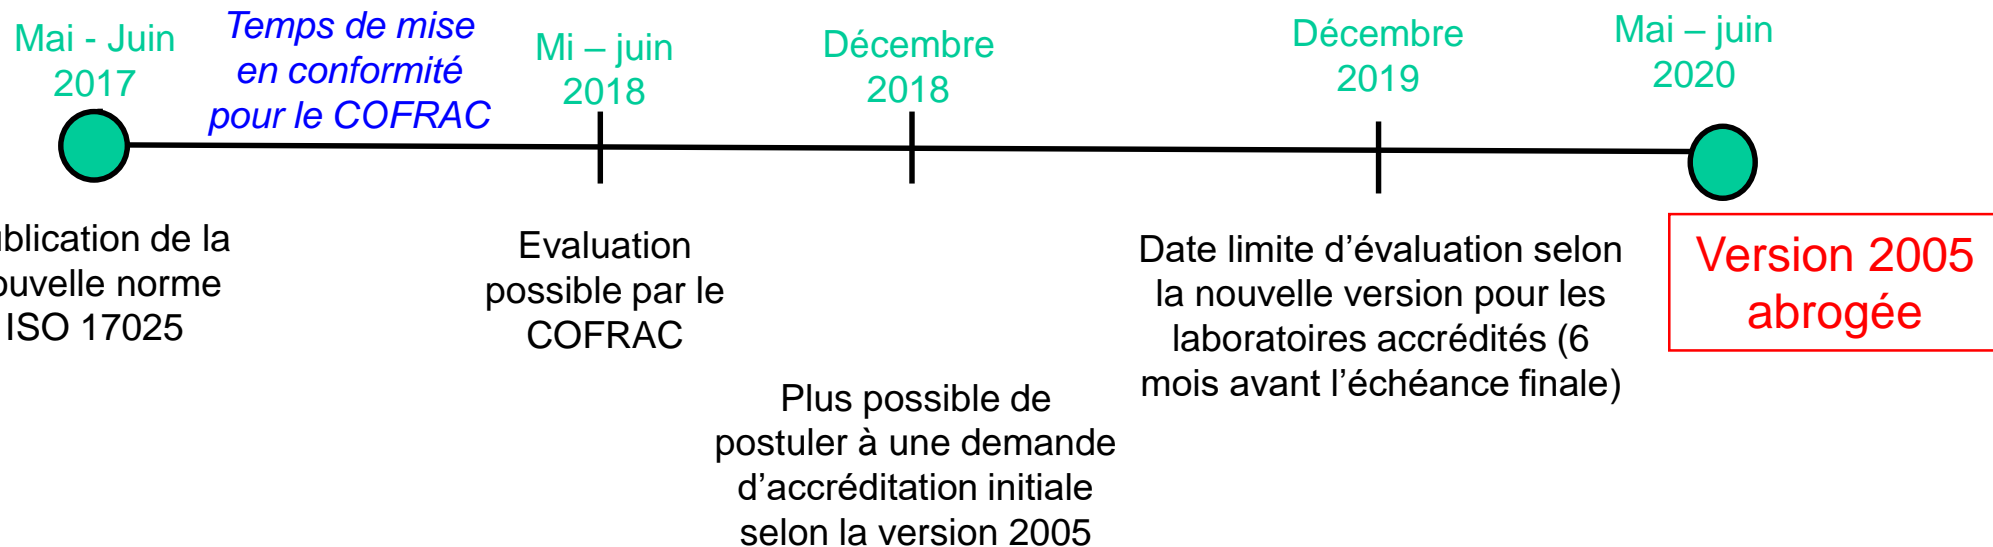 Mai - Juin
2017
Temps de mise
en conformité
pour le COFRAC
Mi – juin
2018
Décembre
2018
Décembre
2019
Mai – juin
2020
ublication de la
ouvelle norme
ISO 17025
Evaluation
possible par le
COFRAC
Plus possible de
postuler à une demande
d’accréditation initiale
selon la version 2005
Date limite d’évaluation selon
la nouvelle version pour les
laboratoires accrédités (6
mois avant l’échéance finale)
Version 2005
abrogée